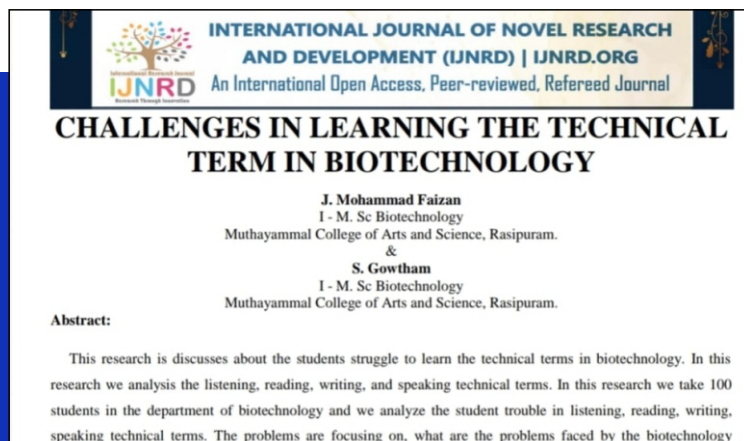 INTERNATIONAL JOURNAL OF NOVEL RESEARCH
AND DEVELOPMENT (IJNRD) | IJNRD.ORG
An International Open Access, Peer-reviewed, Refereed Journal
International Research Journal
IJNRD
Research Through Innovation
CHALLENGES IN LEARNING THE TECHNICAL
TERM IN BIOTECHNOLOGY
J. Mohammad Faizan
I - M. Sc Biotechnology
Muthayammal College of Arts and Science, Rasipuram.
&
S. Gowtham
I - M. Sc Biotechnology
Muthayammal College of Arts and Science, Rasipuram.
Abstract:
This research is discusses about the students struggle to learn the technical terms in biotechnology. In this
research we analysis the listening, reading, writing, and speaking technical terms. In this research we take 100
students in the department of biotechnology and we analyze the student trouble in listening, reading, writing,
speaking technical terms. The problems are focusing on, what are the problems faced by the biotechnology